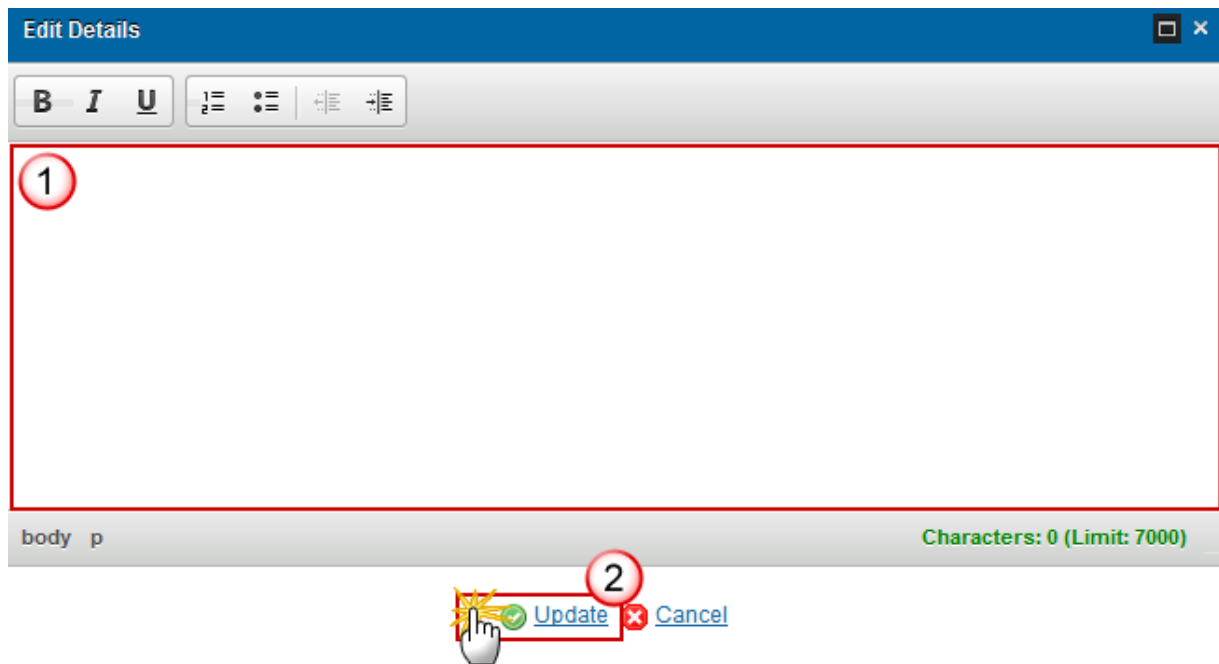 Edit Details
B I U
1
body p Characters: 0 (Limit: 7000)
2
Update Cancel